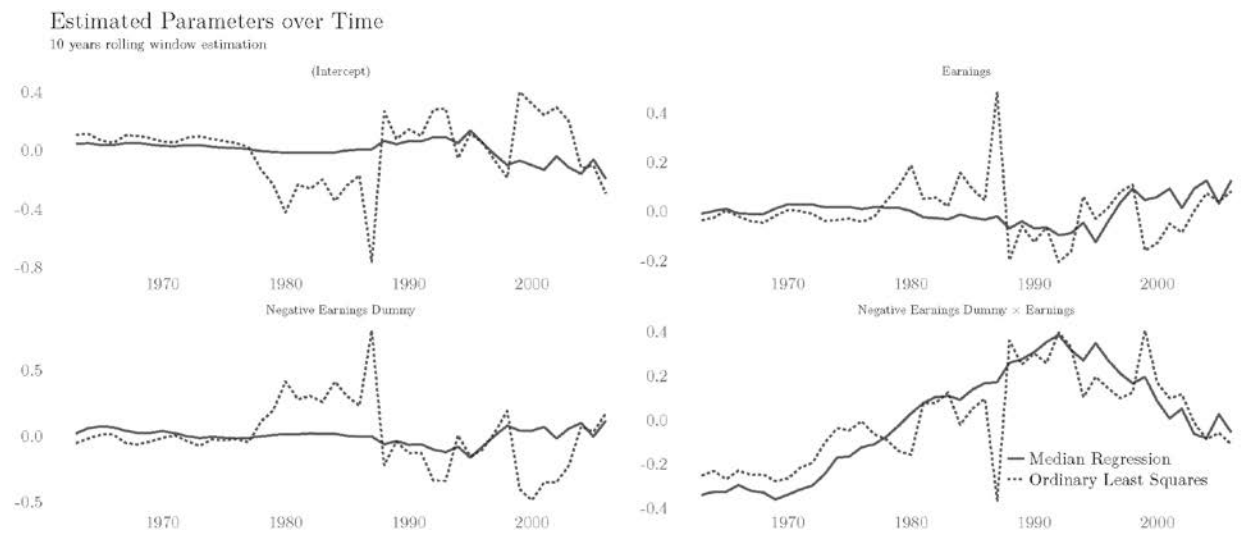 Estimated Parameters over Time
10 years rolling window estimation
(Intercept)
0.4
0.0
-0.4
-0.8
1970 1980 1990 2000
Earnings
0.4
0.2
0.0
-0.2
1970 1980 1990 2000
Negative Earnings Dummy
0.5
0.0
-0.5
1970 1980 1990 2000
Negative Earnings Dummy × Earnings
0.4
0.2
0.0
-0.2
-0.4
1970 1980 1990 2000
Median Regression
Ordinary Least Squares